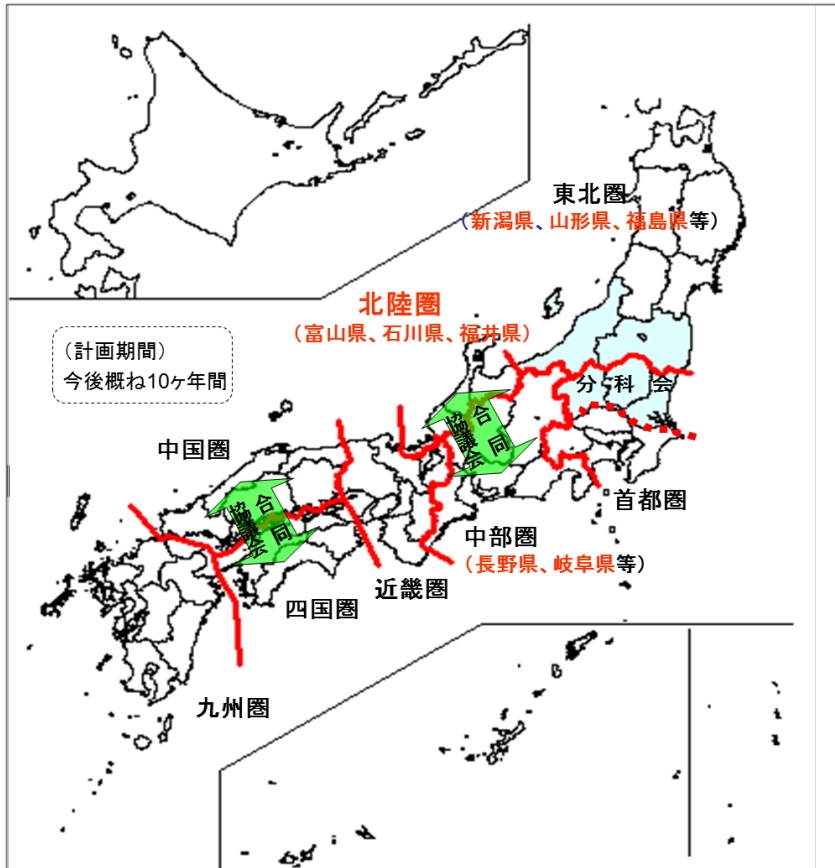 東北圏
（新潟県、山形県、福島県等）
北陸圏
（富山県、石川県、福井県）
（計画期間）
今後概ね10ヶ年間
分科会
合同
協議会
中国圏
合同
協議会
首都圏
中部圏
（長野県、岐阜県等）
近畿圏
四国圏
九州圏